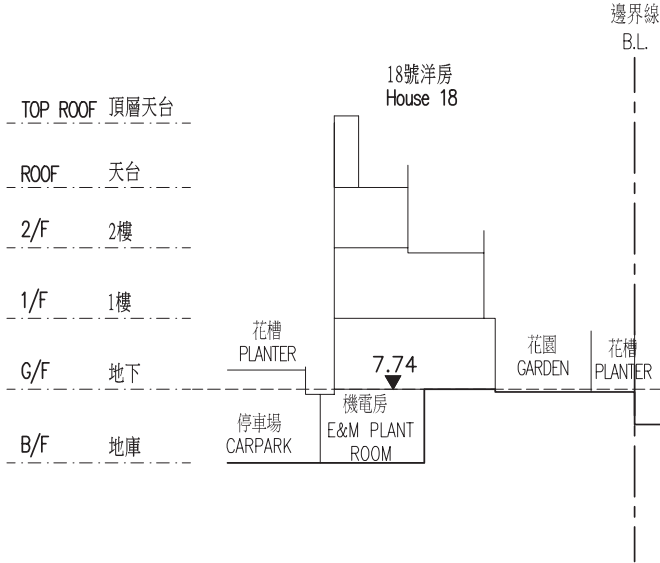 邊界線
B.L.
18號洋房
House 18
TOP ROOF 頂層天台
ROOF 天台
2/F 2樓
1/F 1樓
花槽
PLANTER
7.74
花園
GARDEN
花槽
PLANTER
G/F 地下
機電房
E&M PLANT
ROOM
停車場
CARPARK
B/F 地庫